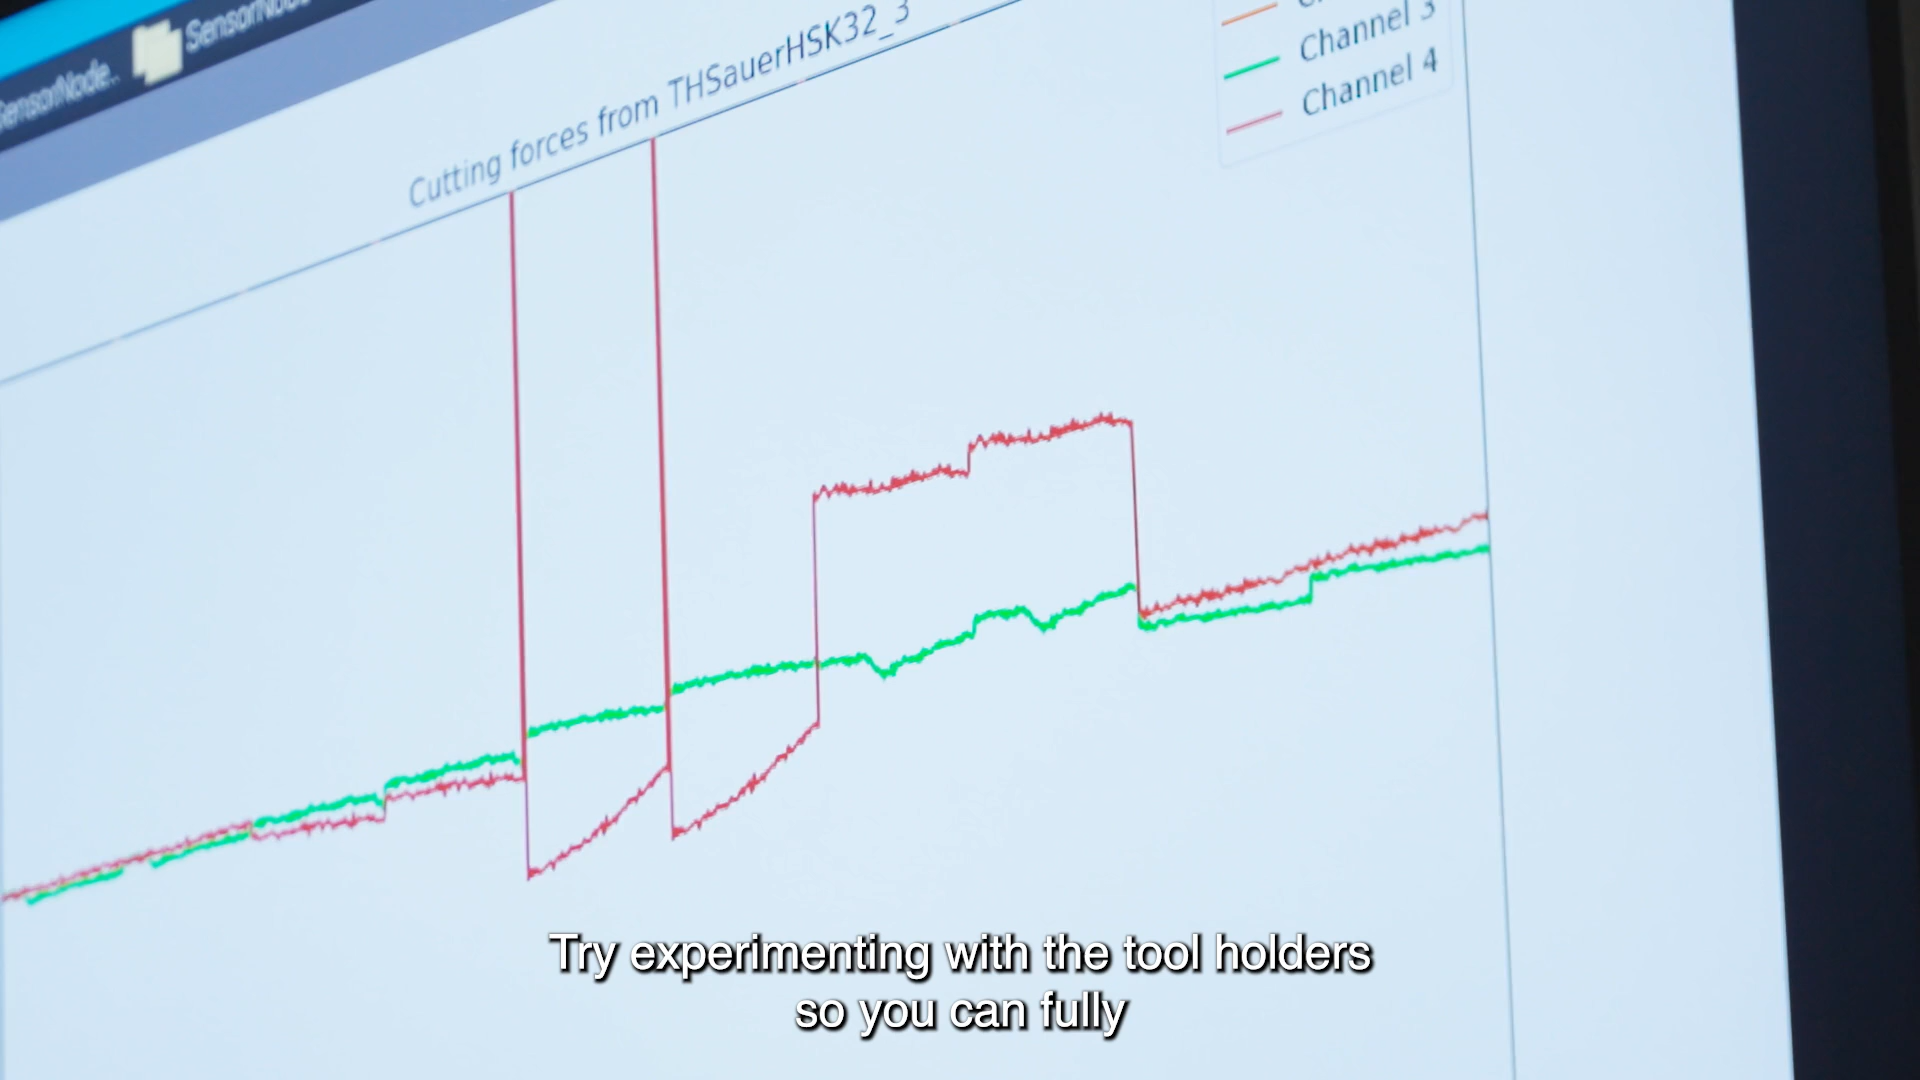 SensorNode..
SensorNode
Cutting forces from THSauerHSK32_3
Channel 3
Channel 4
Try experimenting with the tool holders
so you can fully